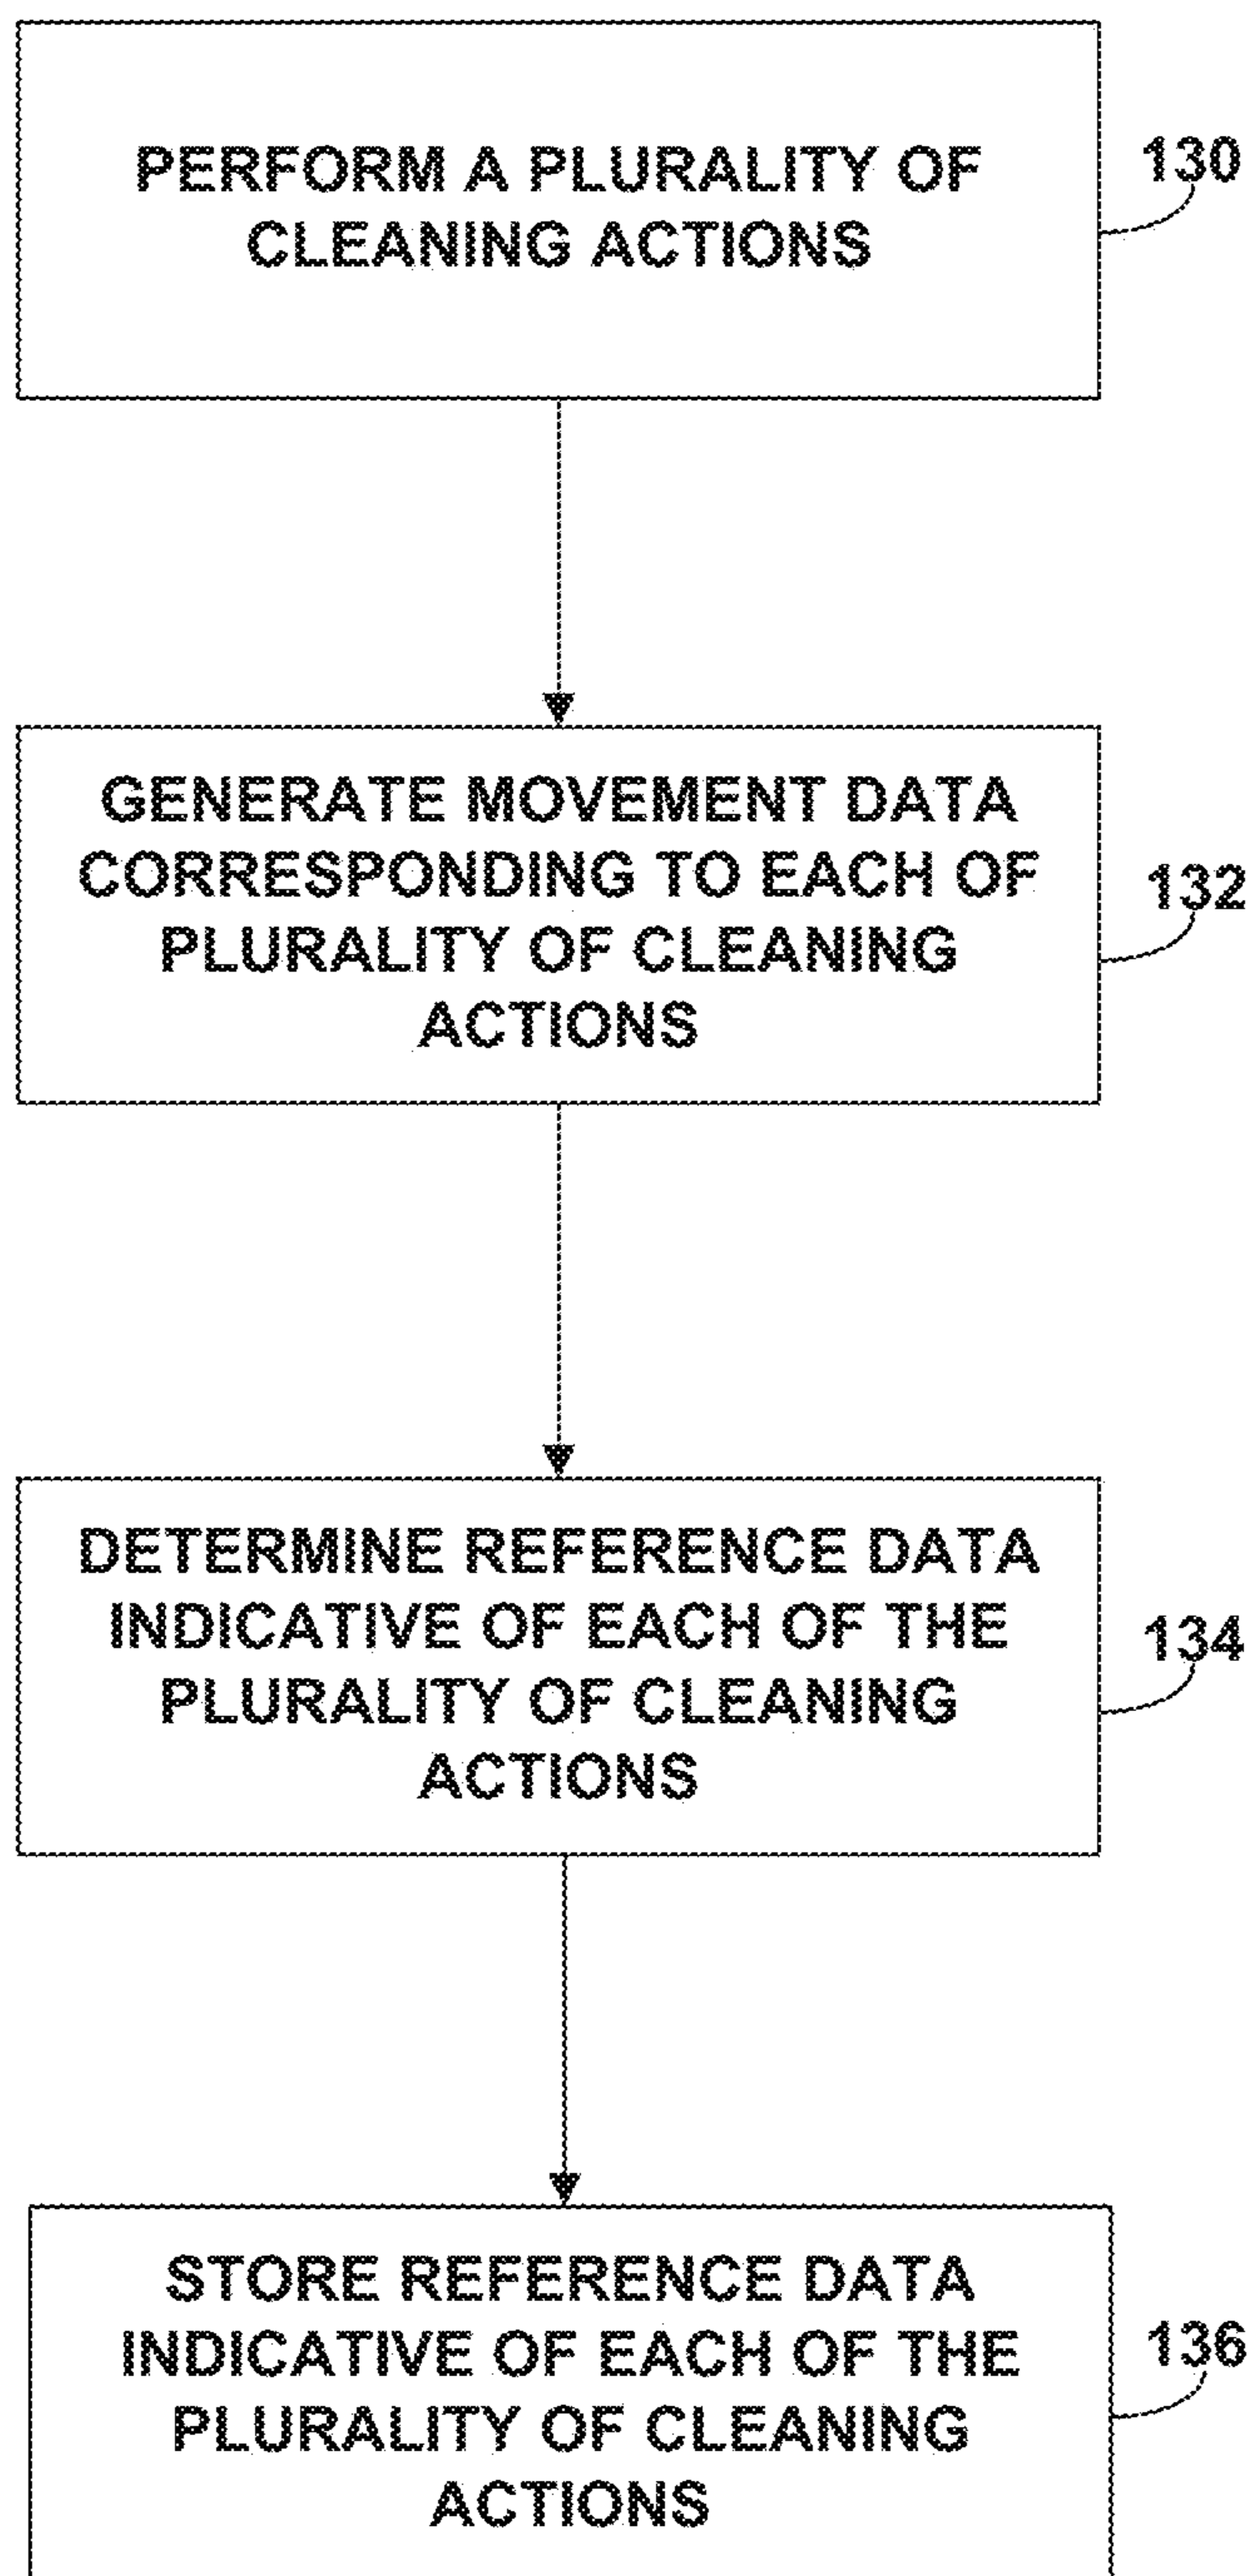 PERFORM A PLURALITY OF
CLEANING ACTIONS
130
GENERATE MOVEMENT DATA
CORRESPONDING TO EACH OF
PLURALITY OF CLEANING
ACTIONS
132
DETERMINE REFERENCE DATA
INDICATIVE OF EACH OF THE
PLURALITY OF CLEANING
ACTIONS
134
STORE REFERENCE DATA
INDICATIVE OF EACH OF THE
PLURALITY OF CLEANING
ACTIONS
136